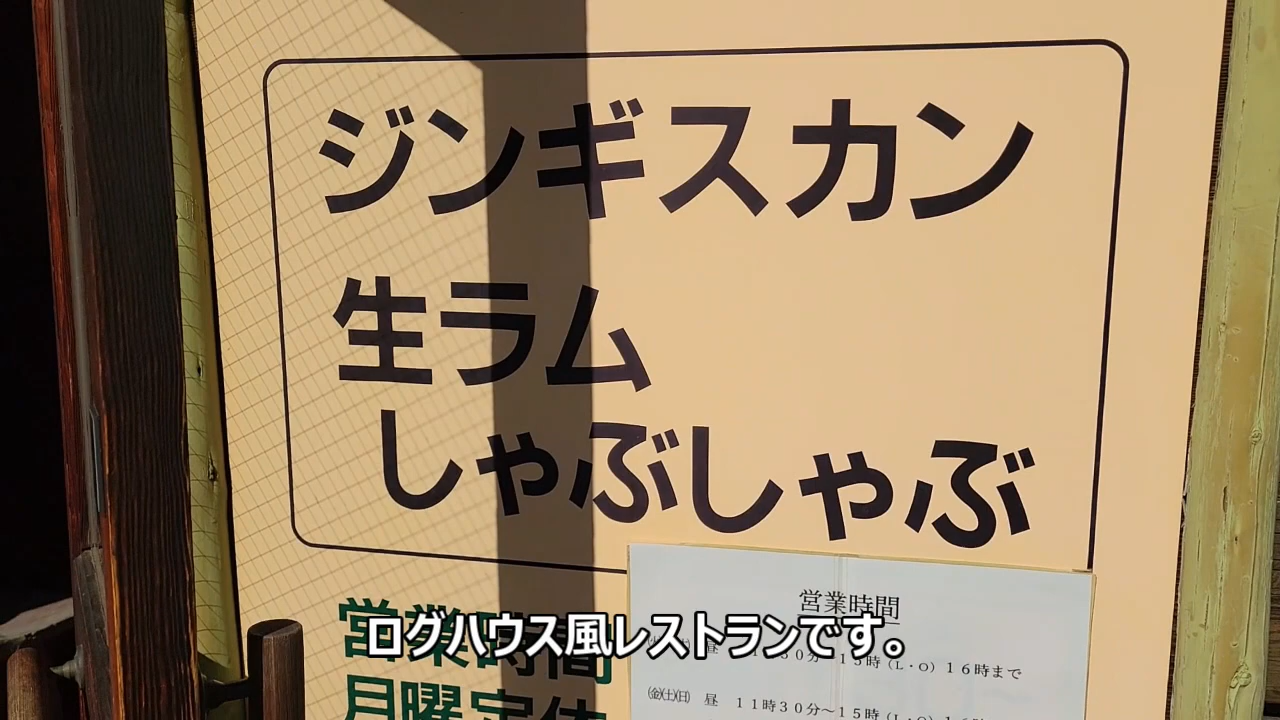 ジンギスカン
生ラム
しゃぶしゃぶ
営業時間
営業時間
ログハウス風レストランです。
昼 30分~15時(L・O) 16時まで
月曜定休
㈮㈯㈰ 昼 11時30分~15時(L・O) 16時